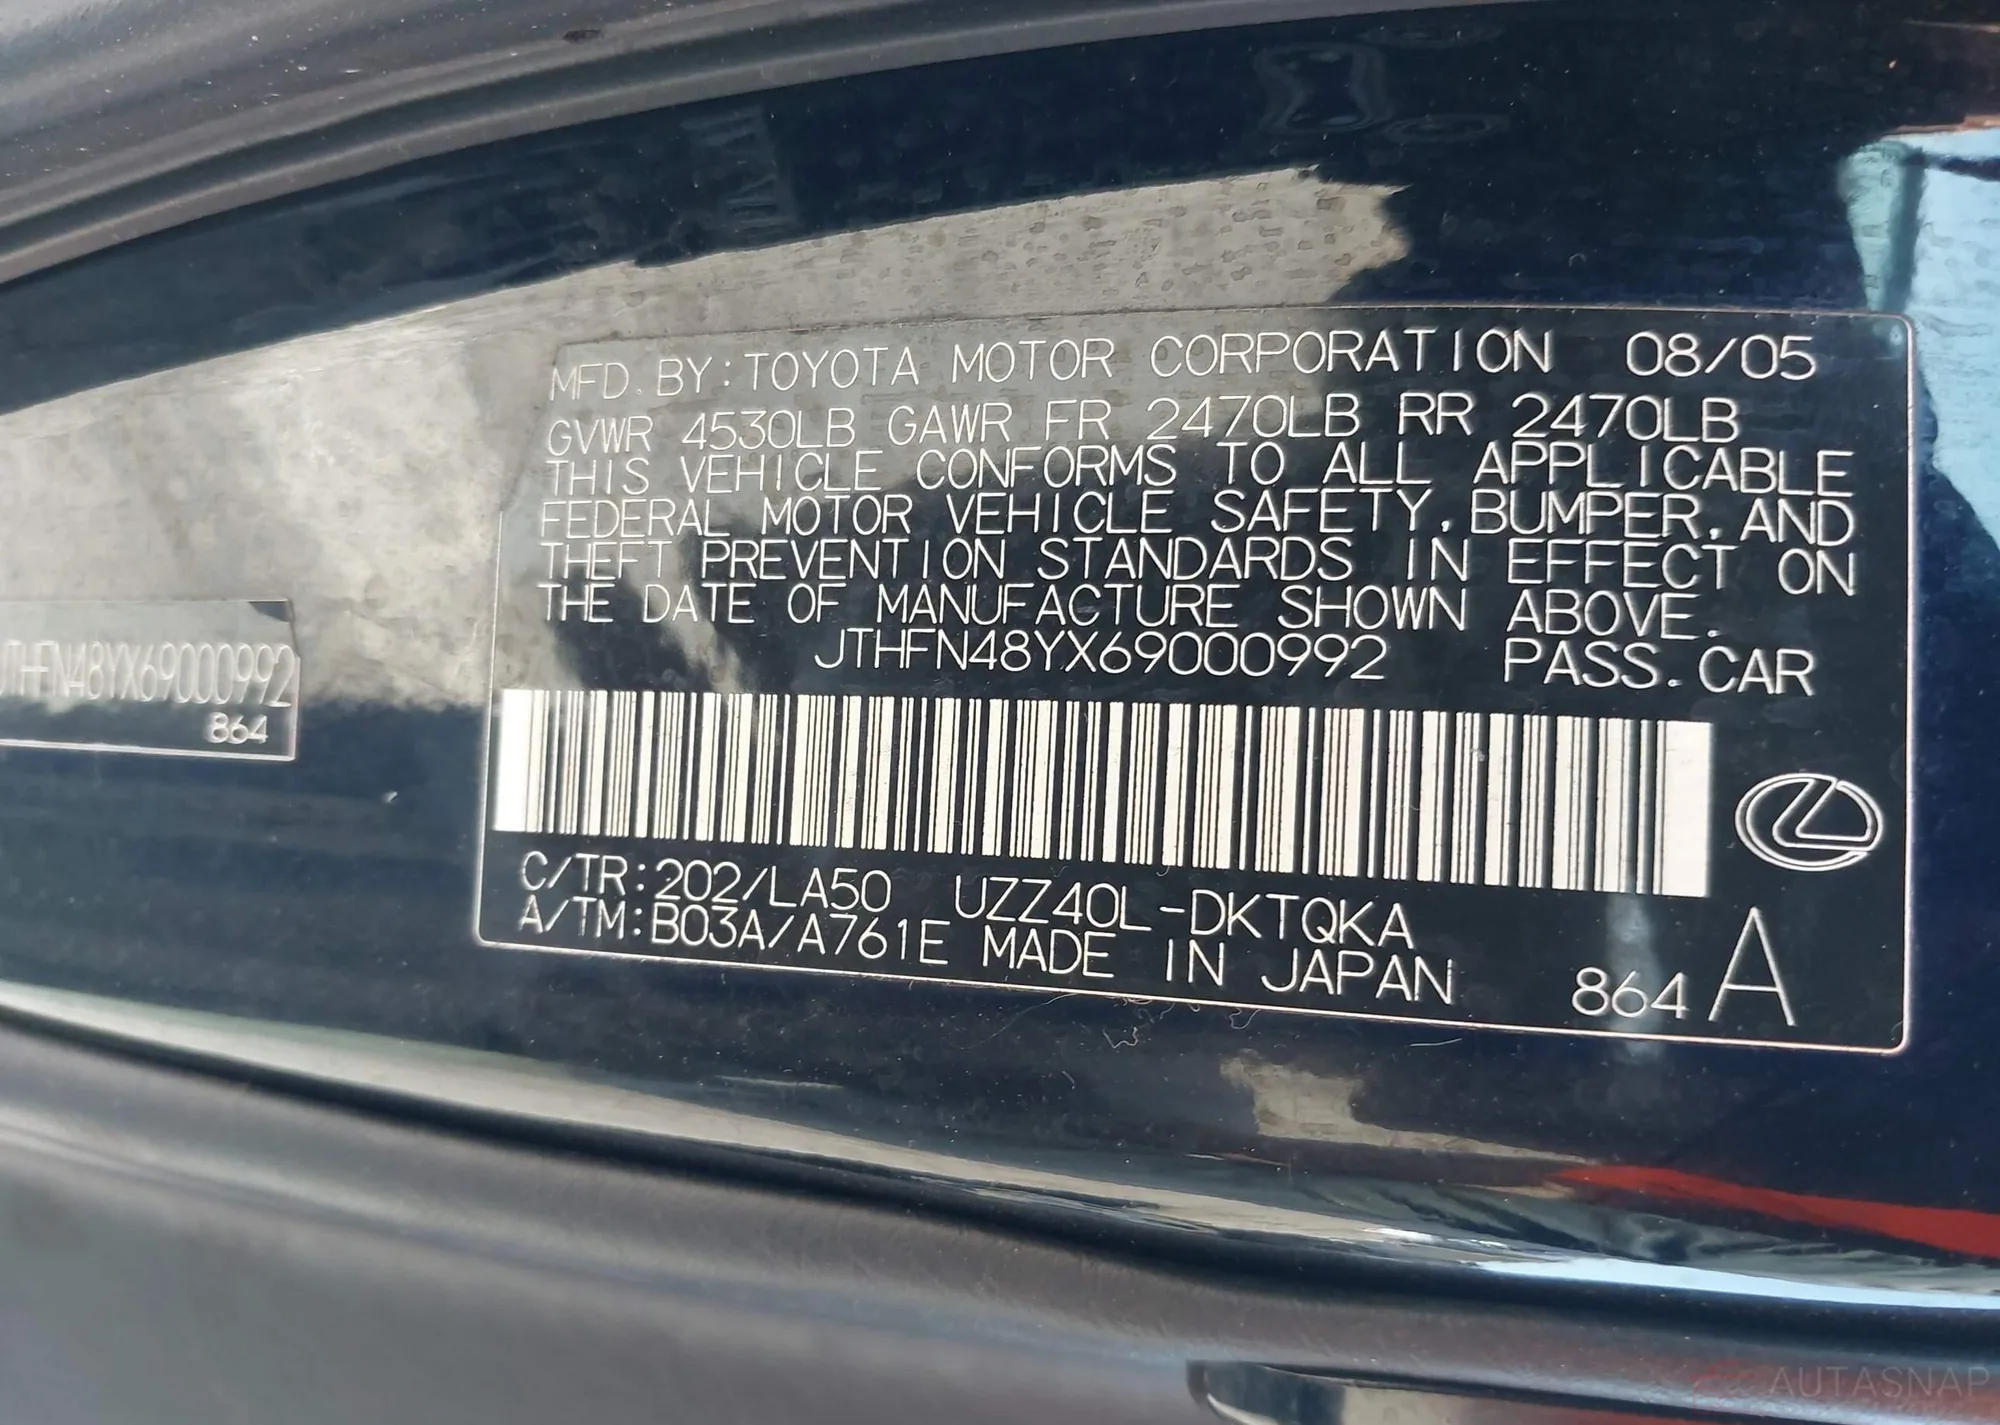 MFD. BY: TOYOTA MOTOR CORPORATION 08/05
GVWR 4530LB GAWR FR 2470LB RR 2470LB
THIS VEHICLE CONFORMS TO ALL APPLICABLE
FEDERAL MOTOR VEHICLE SAFETY, BUMPER, AND
THEFT PREVENTION STANDARDS IN EFFECT ON
THE DATE OF MANUFACTURE SHOWN ABOVE.
JTHFN48YX69000992 PASS. CAR
C/TR: 202/LA50 UZZ40L-DKTQKA
A/TM: B03A/A761E MADE IN JAPAN 864 A
JTHFN48YX69000992
864
AUTASNAP